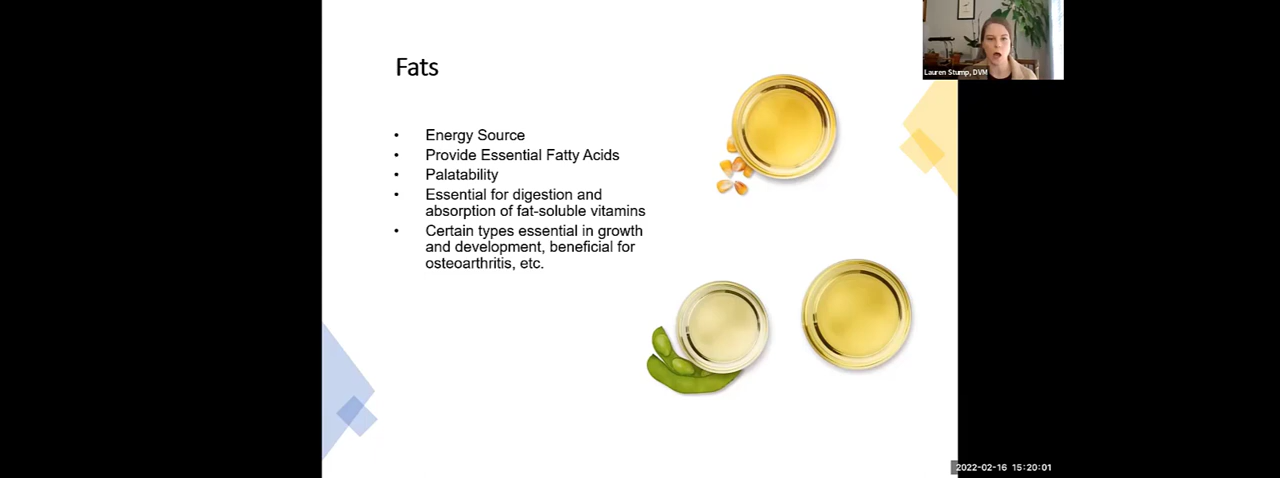 Lauren Stump, DVM
Fats
• Energy Source
• Provide Essential Fatty Acids
• Palatability
• Essential for digestion and
absorption of fat-soluble vitamins
• Certain types essential in growth
and development, beneficial for
osteoarthritis, etc.
2022-02-16 15:20:01